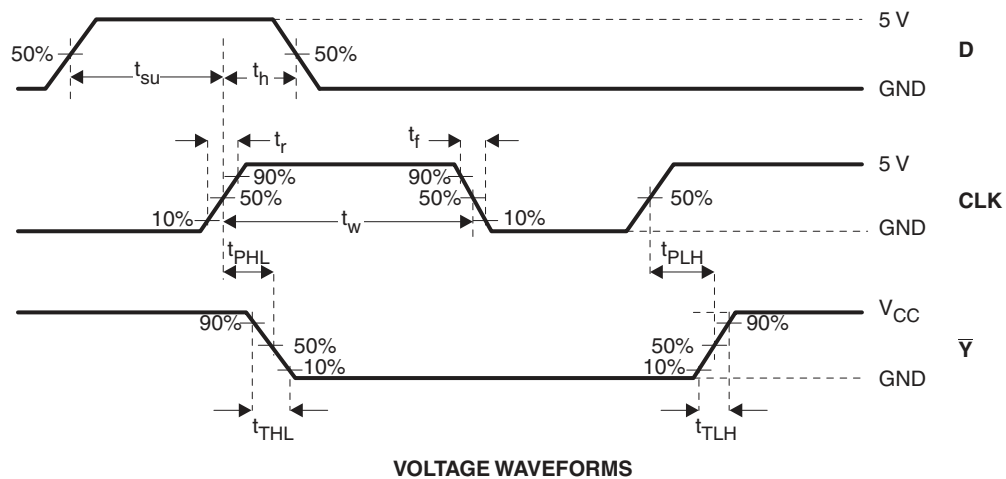 5 V
50%
t_su
t_h
50%
D
GND
t_r
t_f
5 V
90%
90%
50%
50%
50%
CLK
10%
t_w
10%
GND
t_PHL
t_PLH
V_CC
90%
90%
50%
50%
Y̅
10%
10%
GND
t_THL
t_TLH
VOLTAGE WAVEFORMS